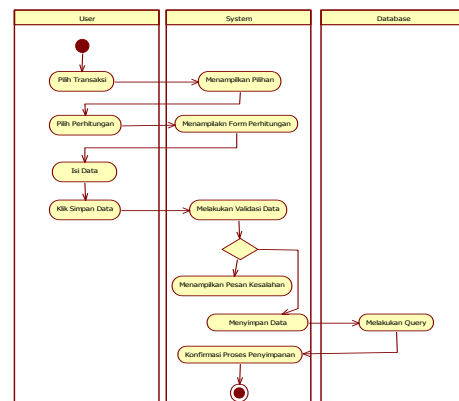 User
System
Database
Pilih Transaksi
Menampilkan Pilihan
Pilih Perhitungan
Menampilakn Form Perhitungan
Isi Data
Klik Simpan Data
Melakukan Validasi Data
Menampilkan Pesan Kesalahan
Menyimpan Data
Melakukan Query
Konfirmasi Proses Penyimpanan